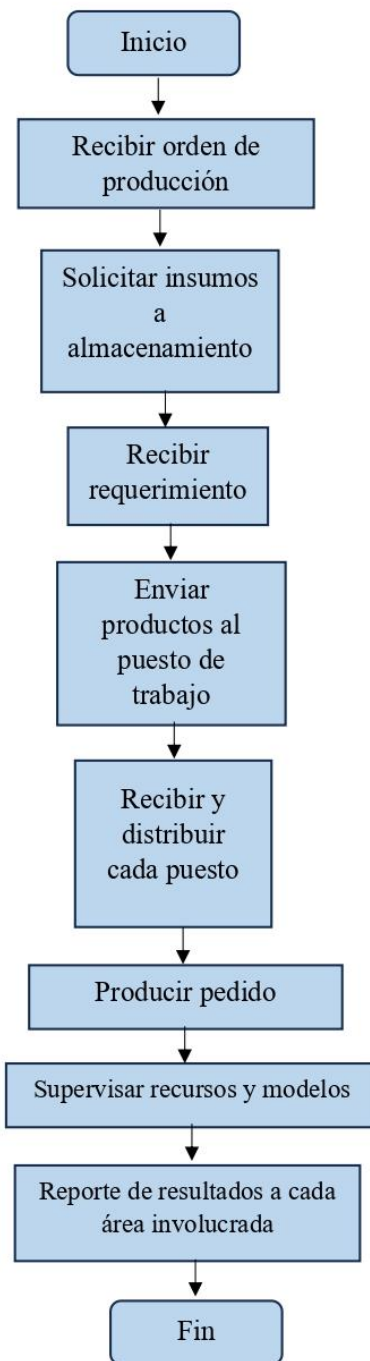 Inicio
Recibir orden de
producción
Solicitar insumos
a
almacenamiento
Recibir
requerimiento
Enviar
productos al
puesto de
trabajo
Recibir y
distribuir
cada puesto
Producir pedido
Supervisar recursos y modelos
Reporte de resultados a cada
área involucrada
Fin